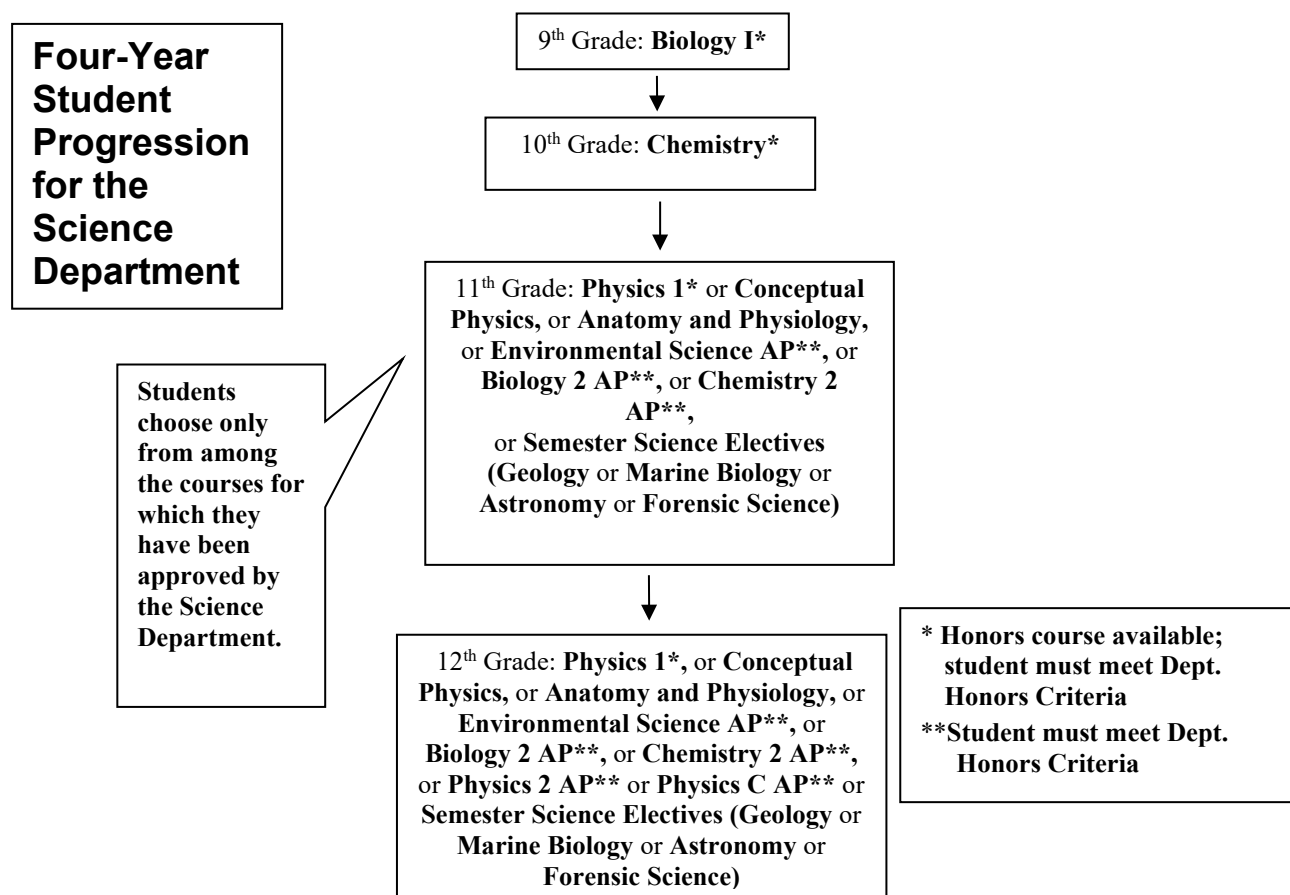 Four-Year
Student
Progression
for the
Science
Department
9th Grade: Biology I*
10th Grade: Chemistry*
11th Grade: Physics 1* or Conceptual
Physics, or Anatomy and Physiology,
or Environmental Science AP**, or
Biology 2 AP**, or Chemistry 2
AP**,
or Semester Science Electives
(Geology or Marine Biology or
Astronomy or Forensic Science)
Students
choose only
from among
the courses for
which they
have been
approved by
the Science
Department.
12th Grade: Physics 1*, or Conceptual
Physics, or Anatomy and Physiology, or
Environmental Science AP**, or
Biology 2 AP**, or Chemistry 2 AP**,
or Physics 2 AP** or Physics C AP** or
Semester Science Electives (Geology or
Marine Biology or Astronomy or
Forensic Science)
* Honors course available;
student must meet Dept.
Honors Criteria
**Student must meet Dept.
Honors Criteria